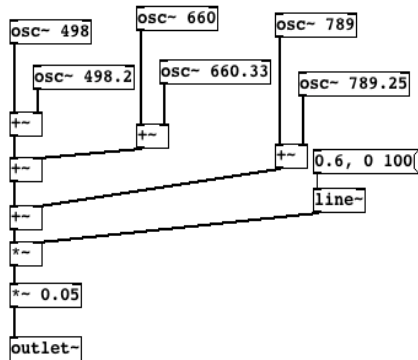 osc~ 498
osc~ 660
osc~ 789
osc~ 498.2
osc~ 660.33
osc~ 789.25
+~
+~
+~
+~
0.6, 0 100
+~
line~
*~
*~ 0.05
outlet~